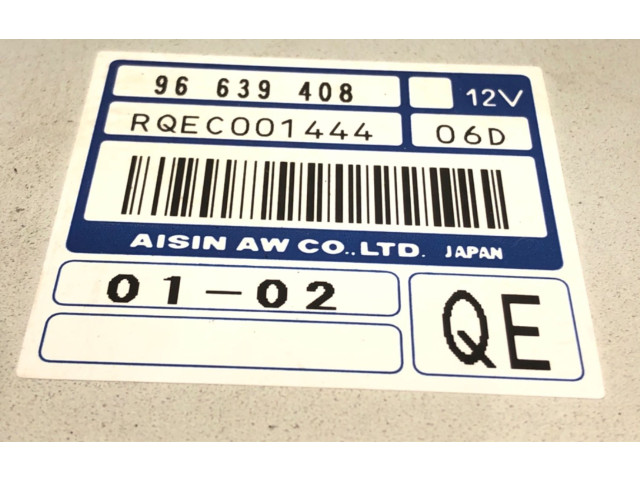 96 639 408
12V
RQEC001444
06D
AISIN AW CO.,LTD. JAPAN
01-02
QE